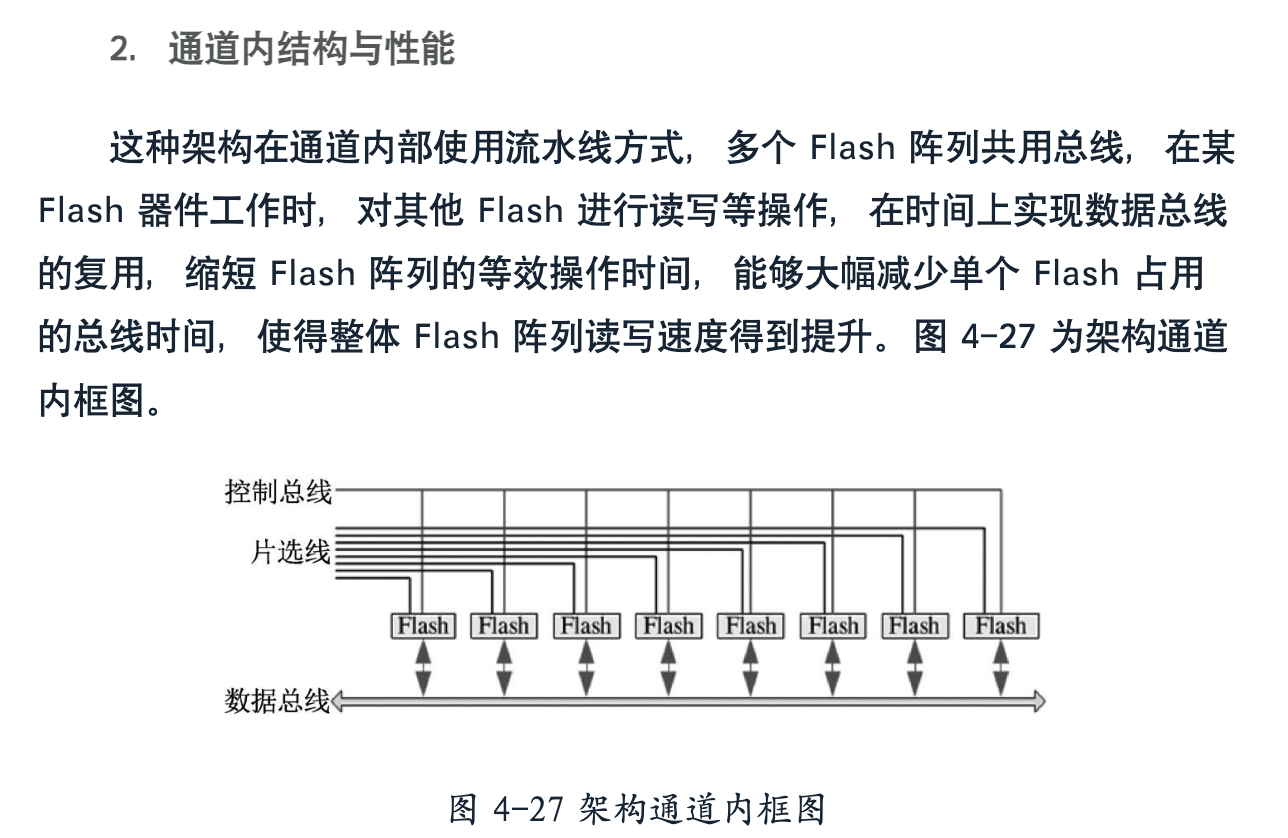 2. 通道内结构与性能
这种架构在通道内部使用流水线方式，多个 Flash 阵列共用总线，在某
Flash 器件工作时，对其他 Flash 进行读写等操作，在时间上实现数据总线
的复用，缩短 Flash 阵列的等效操作时间，能够大幅减少单个 Flash 占用
的总线时间，使得整体 Flash 阵列读写速度得到提升。图 4-27 为架构通道
内框图。
控制总线
片选线
Flash Flash Flash Flash Flash Flash Flash Flash
数据总线
图 4-27 架构通道内框图